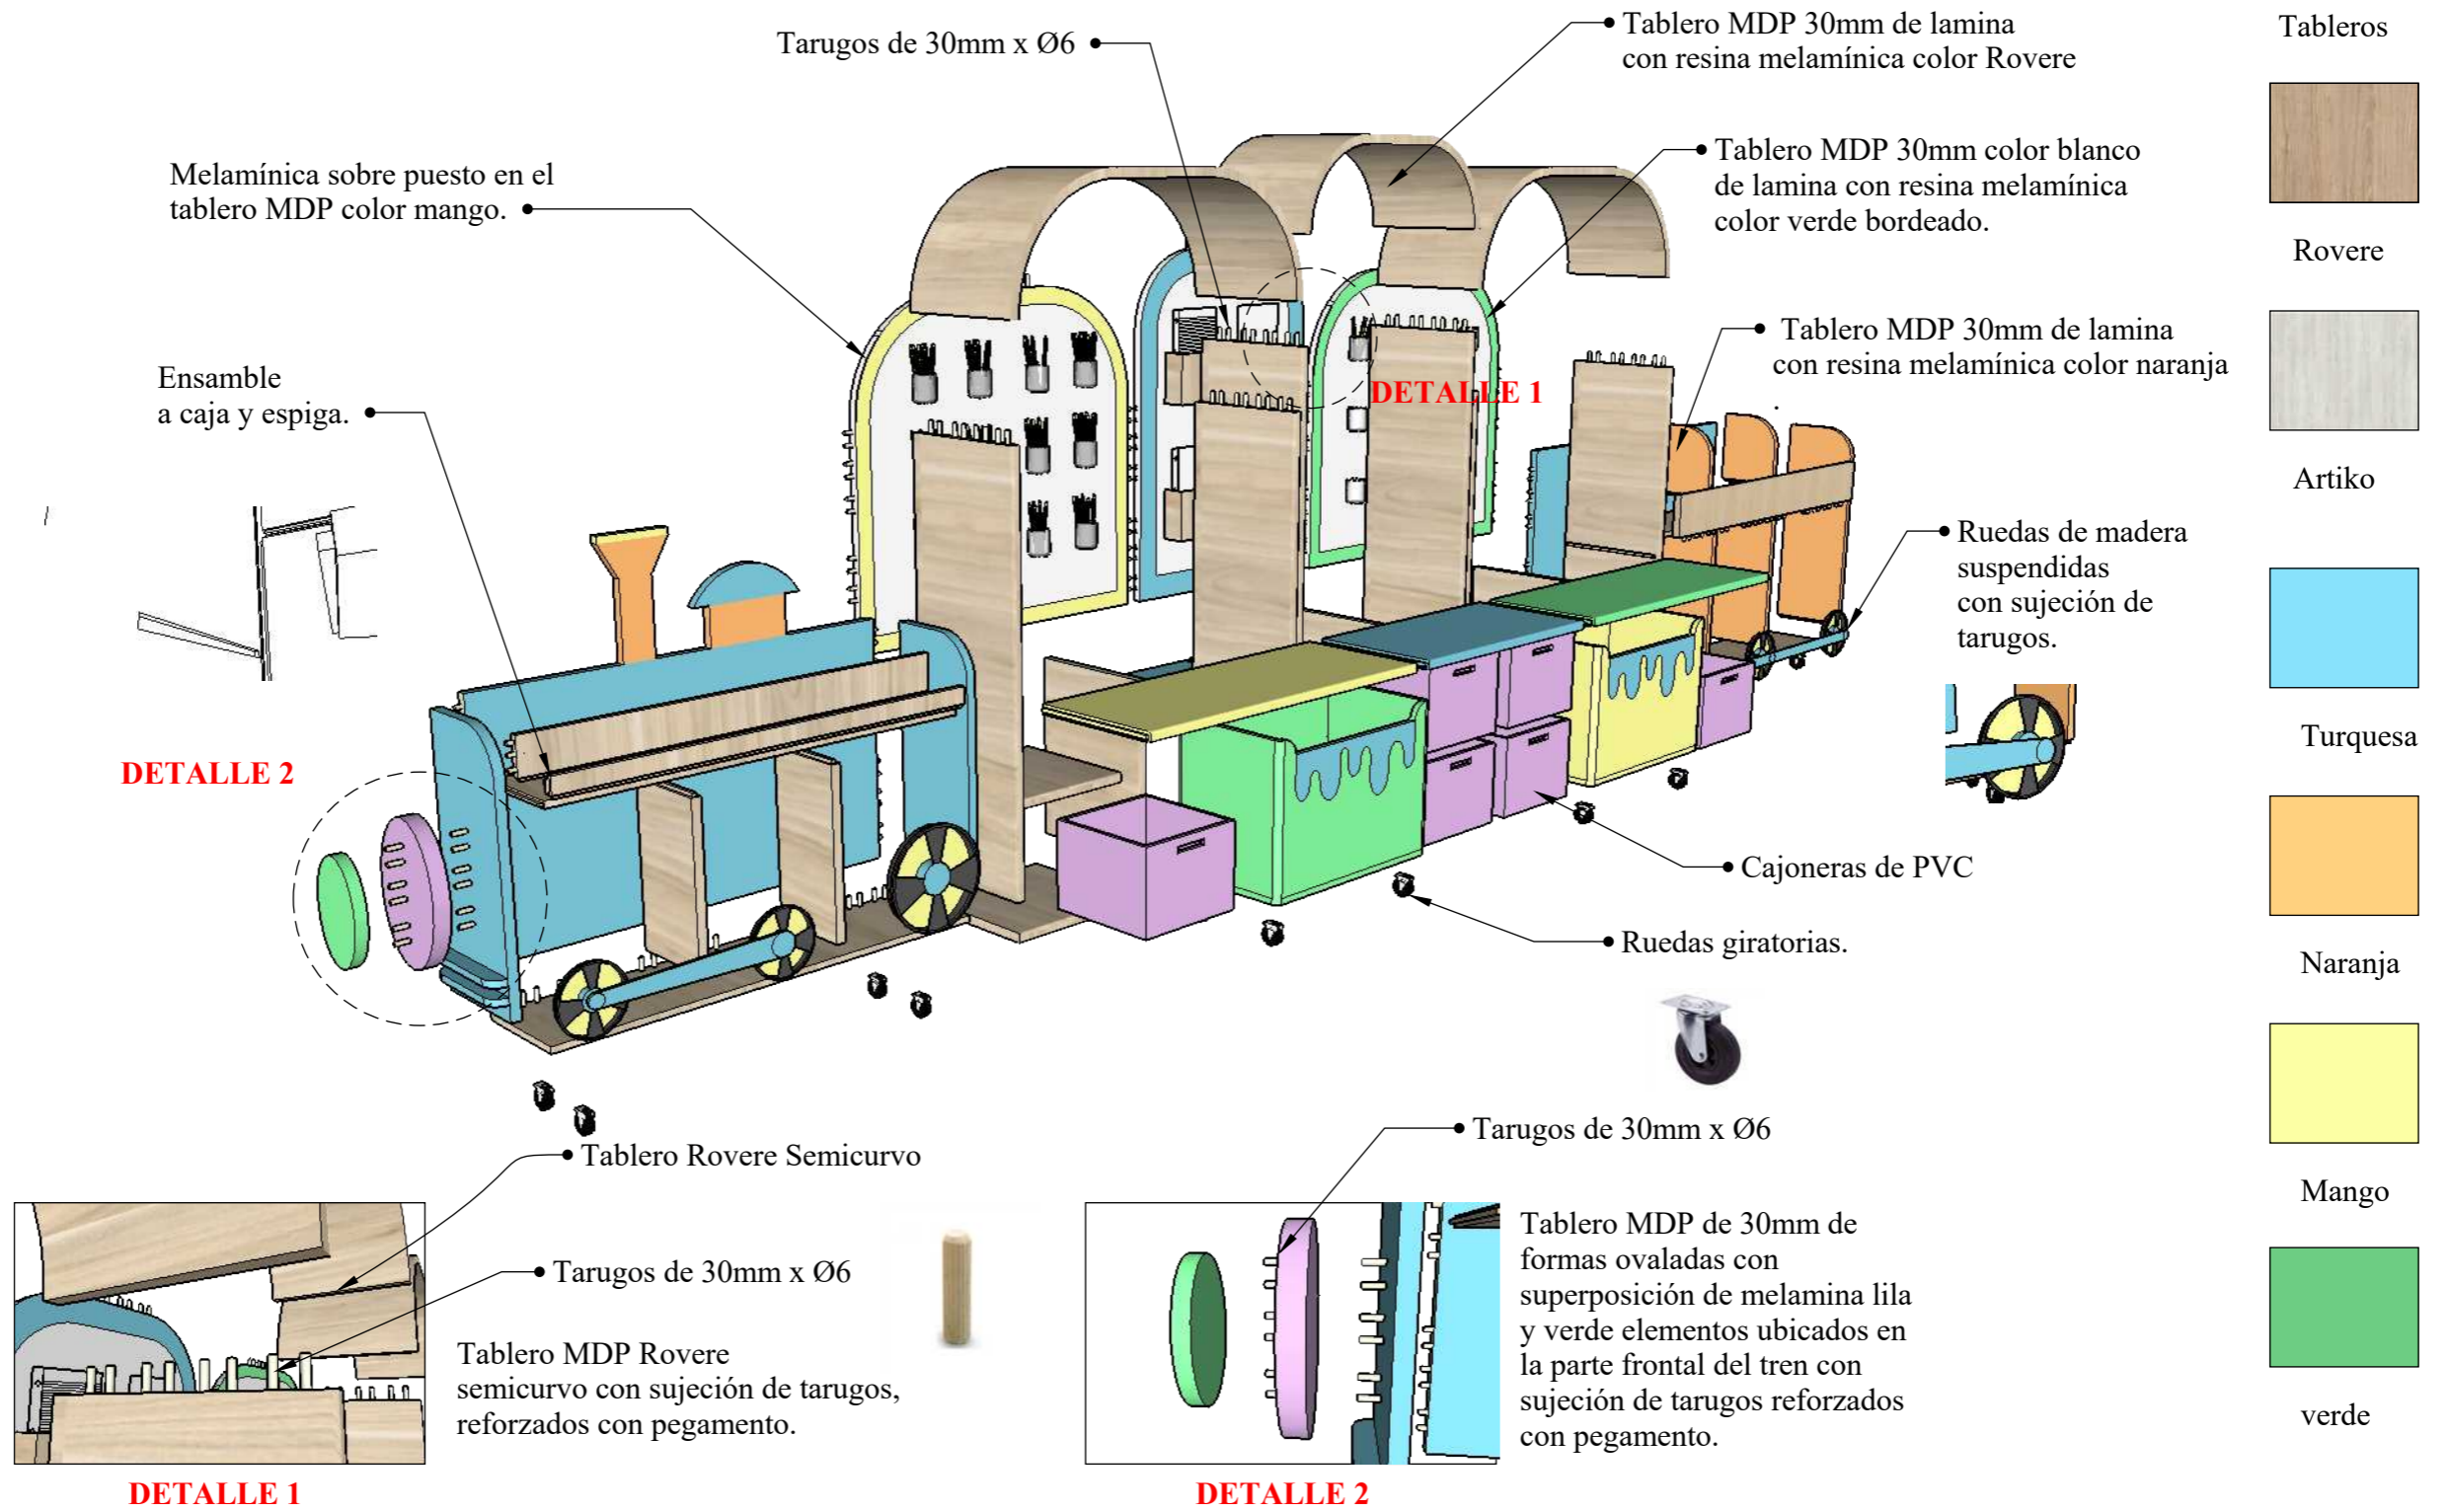 Tarugos de 30mm x Ø6
Tablero MDP 30mm de lamina
con resina melamínica color Rovere
Tableros
Melamínica sobre puesto en el
tablero MDP color mango.
Tablero MDP 30mm color blanco
de lamina con resina melamínica
color verde bordeado.
Rovere
Tablero MDP 30mm de lamina
con resina melamínica color naranja
.
Ensamble
a caja y espiga.
DETALLE 1
Artiko
Ruedas de madera
suspendidas
con sujeción de
tarugos.
Turquesa
DETALLE 2
Cajoneras de PVC
Ruedas giratorias.
Naranja
Tarugos de 30mm x Ø6
Tablero Rovere Semicurvo
Mango
Tarugos de 30mm x Ø6
Tablero MDP Rovere
semicurvo con sujeción de tarugos,
reforzados con pegamento.
Tablero MDP de 30mm de
formas ovaladas con
superposición de melamina lila
y verde elementos ubicados en
la parte frontal del tren con
sujeción de tarugos reforzados
con pegamento.
verde
DETALLE 1
DETALLE 2